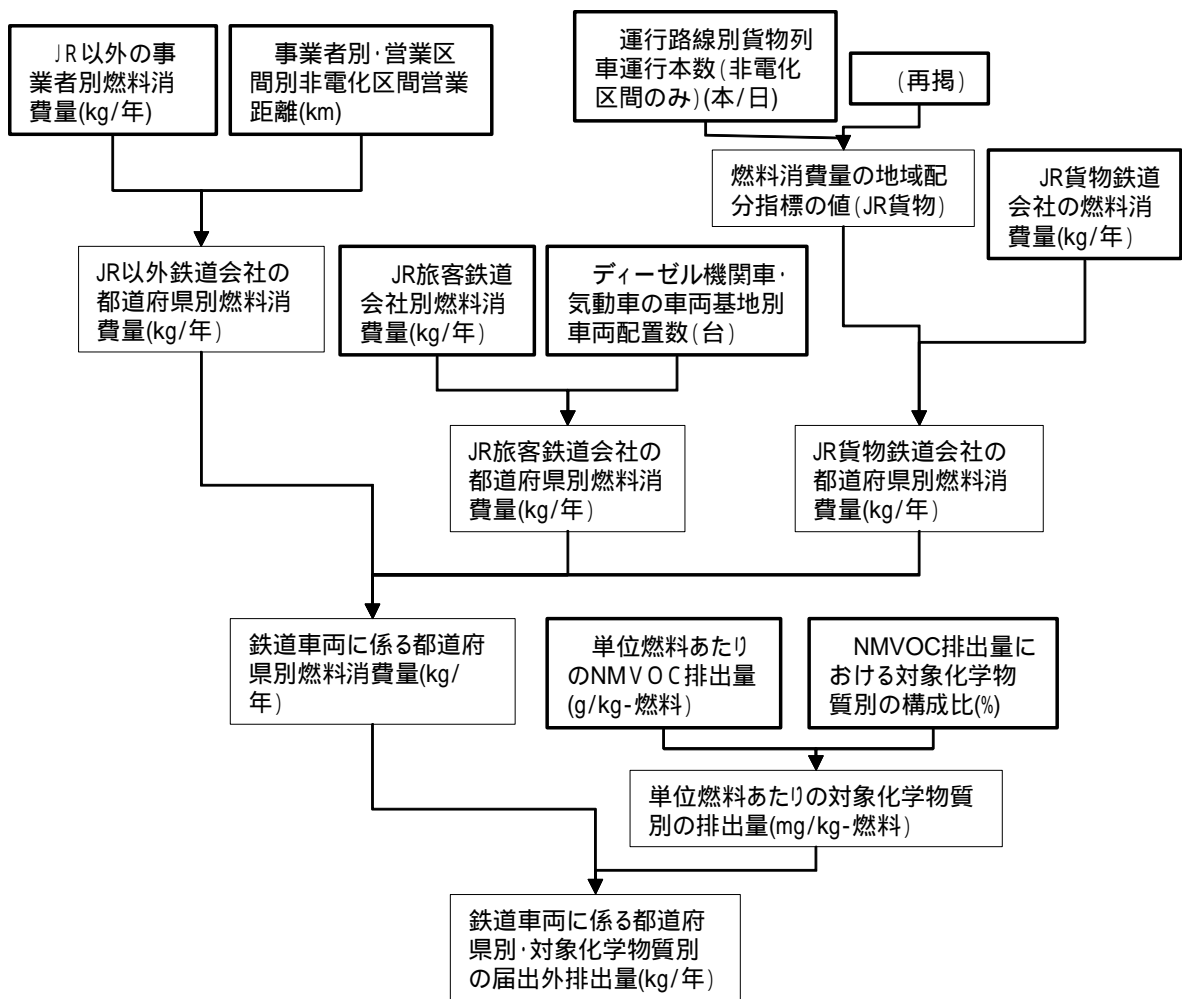 JR以外の事
業者別燃料消
費量(kg/年)
事業者別・営業区
間別非電化区間営業
距離(km)
運行路線別貨物列
車運行本数(非電化
区間のみ)(本/日)
(再掲)
燃料消費量の地域配
分指標の値(JR貨物)
JR貨物鉄道
会社の燃料消
費量(kg/年)
JR以外鉄道会社の
都道府県別燃料消
費量(kg/年)
JR旅客鉄道
会社別燃料消
費量(kg/年)
ディーゼル機関車・
気動車の車両基地別
車両配置数(台)
JR旅客鉄道会社の
都道府県別燃料消
費量(kg/年)
JR貨物鉄道会社の
都道府県別燃料消
費量(kg/年)
鉄道車両に係る都道府
県別燃料消費量(kg/
年)
単位燃料あたり
のNMVOC排出量
(g/kg-燃料)
NMVOC排出量に
おける対象化学物
質別の構成比(%)
単位燃料あたりの対象化学物質
別の排出量(mg/kg-燃料)
鉄道車両に係る都道府
県別・対象化学物質別
の届出外排出量(kg/年)